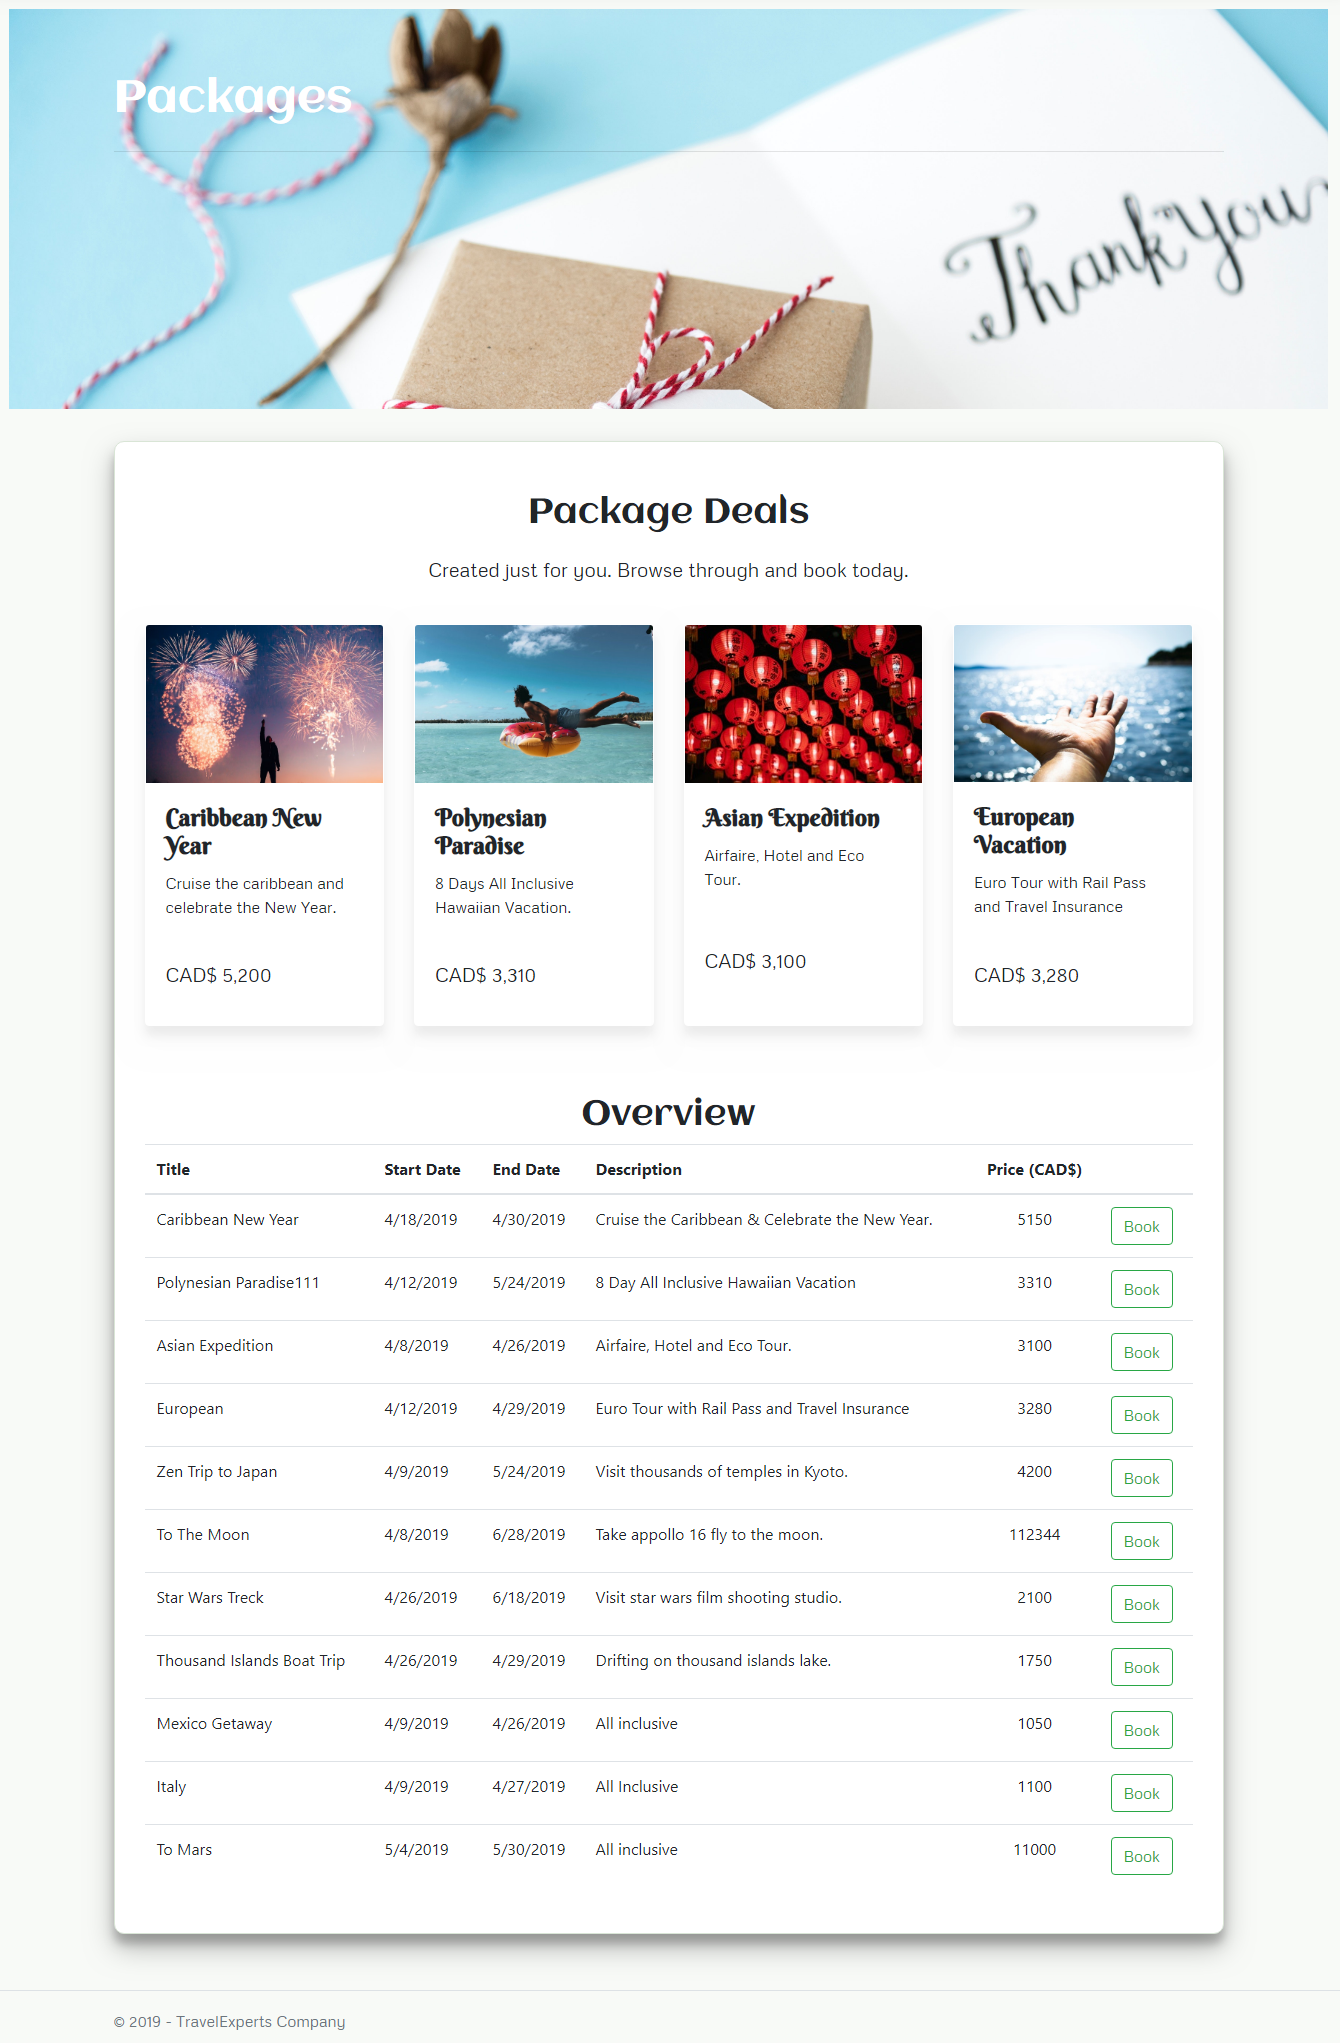 Packages
Thank you
Package Deals
Created just for you. Browse through and book today.
Caribbean New
Year
Cruise the caribbean and
celebrate the New Year.
CAD$ 5,200
Polynesian
Paradise
8 Days All Inclusive
Hawaiian Vacation.
CAD$ 3,310
Asian Expedition
Airfaire, Hotel and Eco
Tour.
CAD$ 3,100
European
Vacation
Euro Tour with Rail Pass
and Travel Insurance
CAD$ 3,280
Overview
Title Start Date End Date Description Price (CAD$)
Caribbean New Year 4/18/2019 4/30/2019 Cruise the Caribbean & Celebrate the New Year. 5150 Book
Polynesian Paradise111 4/12/2019 5/24/2019 8 Day All Inclusive Hawaiian Vacation 3310 Book
Asian Expedition 4/8/2019 4/26/2019 Airfaire, Hotel and Eco Tour. 3100 Book
European 4/12/2019 4/29/2019 Euro Tour with Rail Pass and Travel Insurance 3280 Book
Zen Trip to Japan 4/9/2019 5/24/2019 Visit thousands of temples in Kyoto. 4200 Book
To The Moon 4/8/2019 6/28/2019 Take appollo 16 fly to the moon. 112344 Book
Star Wars Treck 4/26/2019 6/18/2019 Visit star wars film shooting studio. 2100 Book
Thousand Islands Boat Trip 4/26/2019 4/29/2019 Drifting on thousand islands lake. 1750 Book
Mexico Getaway 4/9/2019 4/26/2019 All inclusive 1050 Book
Italy 4/9/2019 4/27/2019 All Inclusive 1100 Book
To Mars 5/4/2019 5/30/2019 All inclusive 11000 Book
© 2019 - TravelExperts Company